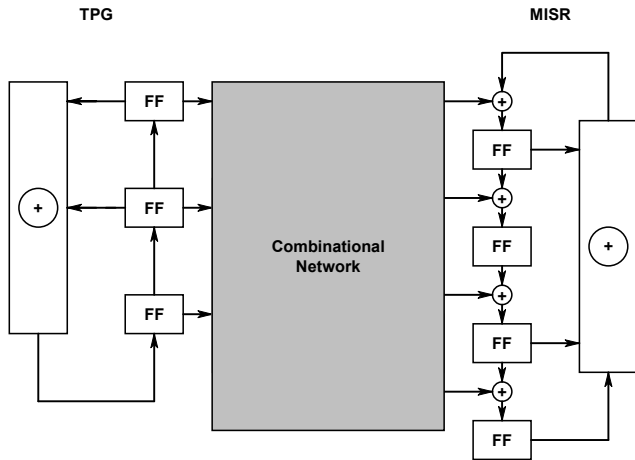 TPG
MISR
FF
+
FF
+
FF
+
FF
+
Combinational
Network
FF
+
+
FF
+
FF
FF